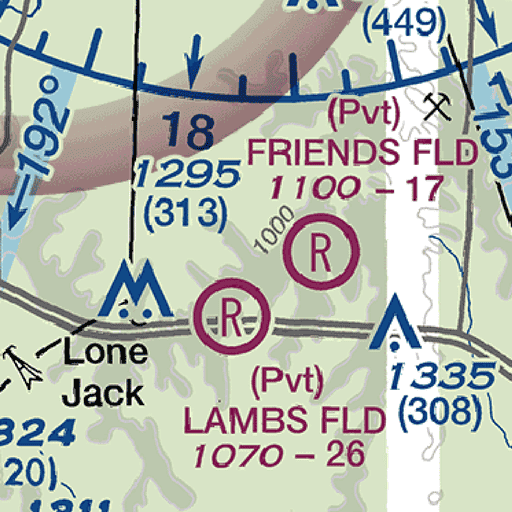 (449)
192°
153
18
(Pvt)
FRIENDS FLD
1100 - 17
1295
(313)
1000
R
R
Lone
Jack
1335
(308)
(Pvt)
LAMBS FLD
1070 - 26
324
20)